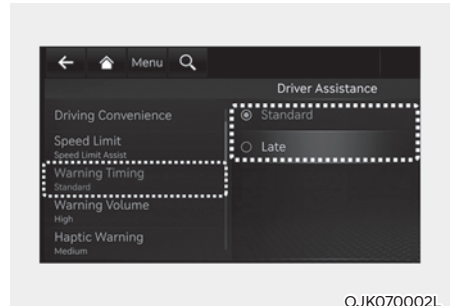 Menu
Driver Assistance
Driving Convenience
Speed Limit
Speed Limit Assist
Warning Timing
Standard
Warning Volume
High
Haptic Warning
Medium
Standard
Late
OJK070002L